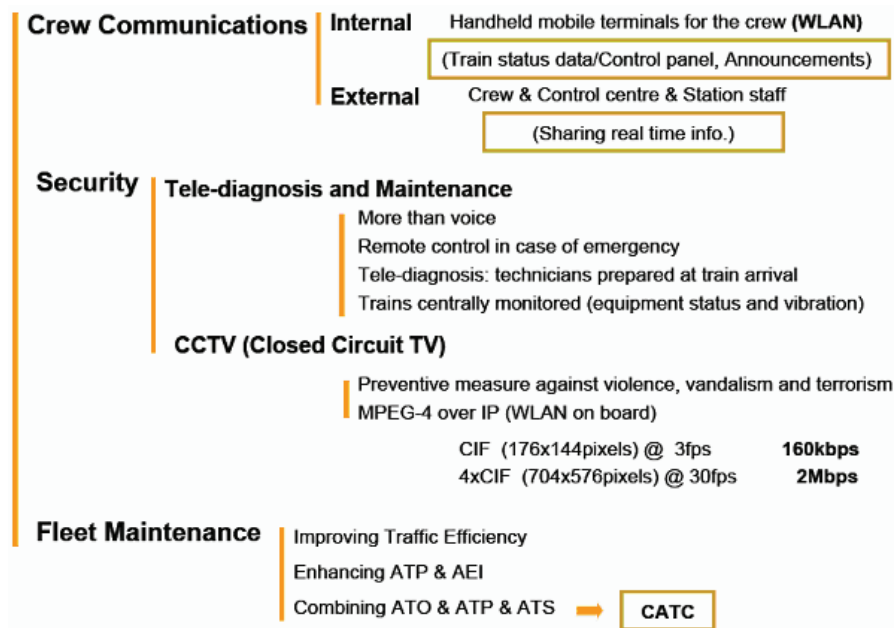 Crew Communications
Internal
Handheld mobile terminals for the crew (WLAN)
(Train status data/Control panel, Announcements)
External
Crew & Control centre & Station staff
(Sharing real time info.)
Security
Tele-diagnosis and Maintenance
More than voice
Remote control in case of emergency
Tele-diagnosis: technicians prepared at train arrival
Trains centrally monitored (equipment status and vibration)
CCTV (Closed Circuit TV)
Preventive measure against violence, vandalism and terrorism
MPEG-4 over IP (WLAN on board)
CIF (176x144pixels) @ 3fps 160kbps
4xCIF (704x576pixels) @ 30fps 2Mbps
Fleet Maintenance
Improving Traffic Efficiency
Enhancing ATP & AEI
Combining ATO & ATP & ATS
CATC